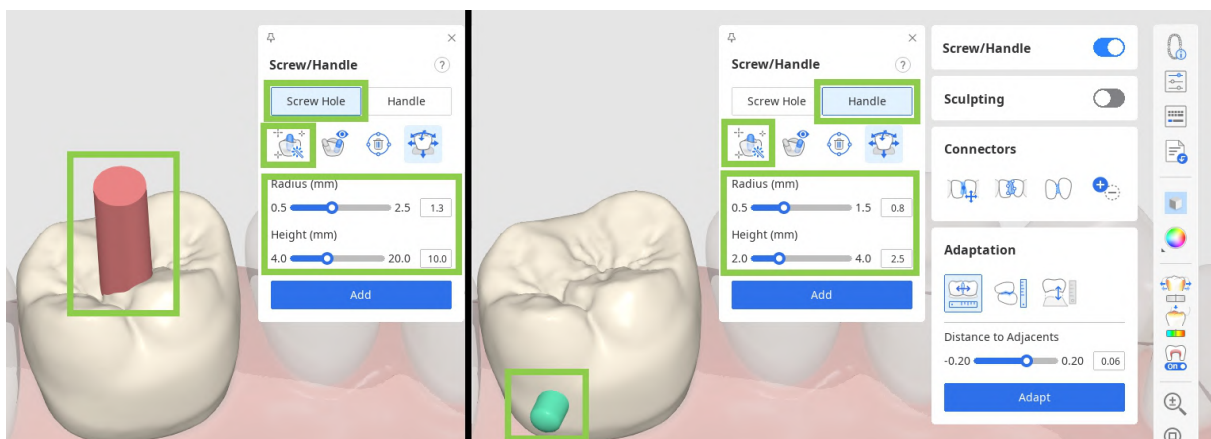 Screw/Handle
?
Screw Hole
Handle
Radius (mm)
0.5
2.5
1.3
Height (mm)
4.0
20.0
10.0
Add
Screw/Handle
?
Screw Hole
Handle
Radius (mm)
0.5
1.5
0.8
Height (mm)
2.0
4.0
2.5
Add
Screw/Handle
Sculpting
Connectors
Adaptation
Distance to Adjacents
-0.20
0.20
0.06
Adapt
ON